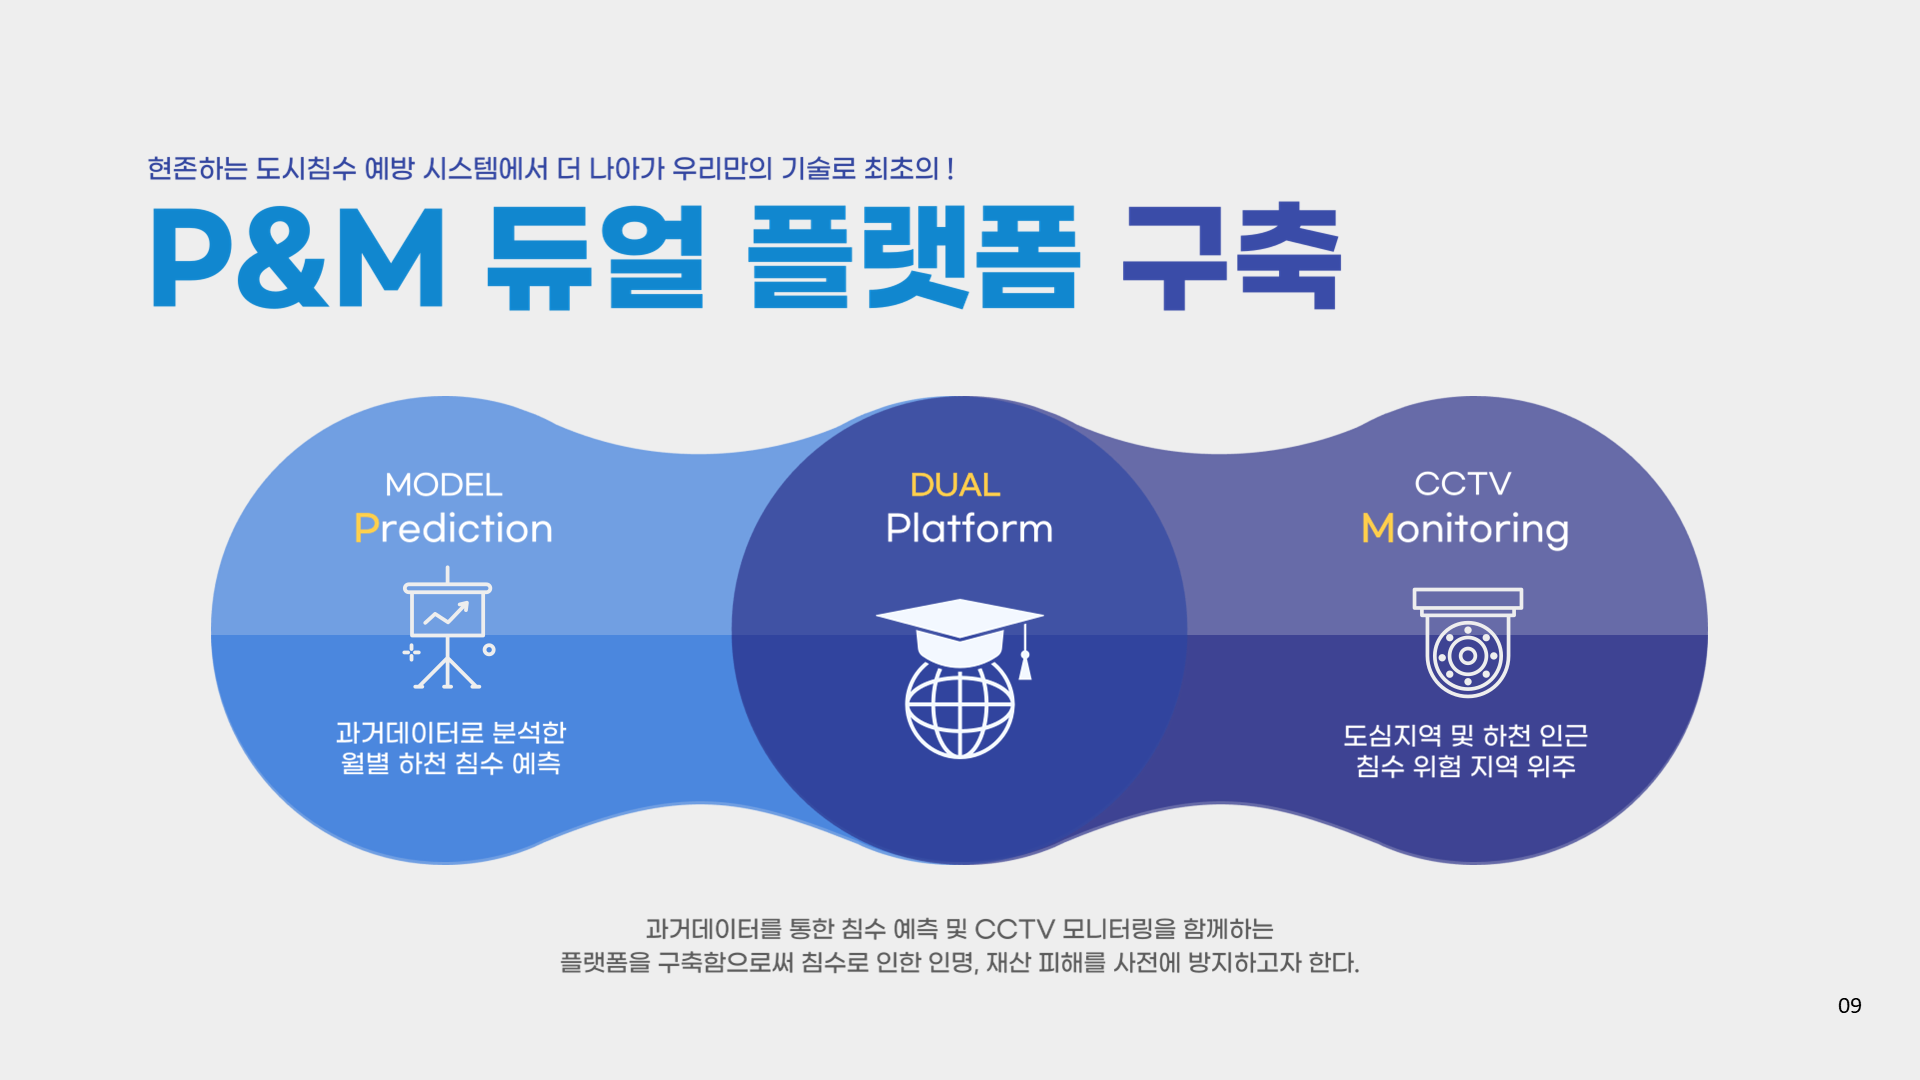 현존하는 도시침수 예방 시스템에서 더 나아가 우리만의 기술로 최초의 !
P&M 듀얼 플랫폼 구축
MODEL
Prediction
과거데이터로 분석한
월별 하천 침수 예측
DUAL
Platform
CCTV
Monitoring
도심지역 및 하천 인근
침수 위험 지역 위주
과거데이터를 통한 침수 예측 및 CCTV 모니터링을 함께하는
플랫폼을 구축함으로써 침수로 인한 인명, 재산 피해를 사전에 방지하고자 한다.
09